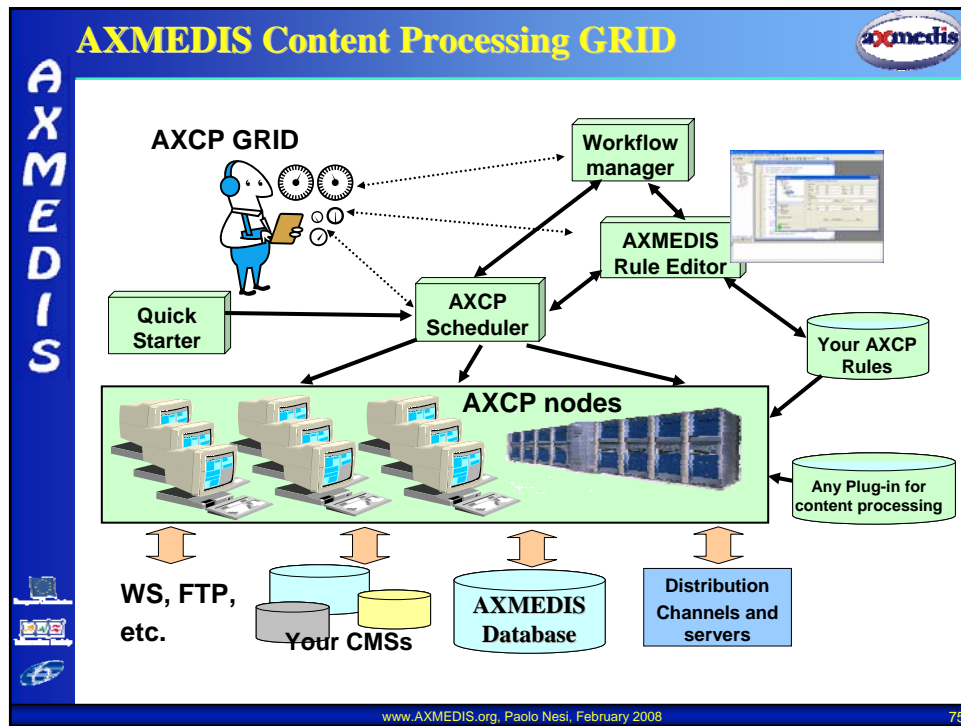 AXMEDIS Content Processing GRID
axmedis
AXMEDIS
AXCP GRID
Workflow
manager
AXMEDIS
Rule Editor
AXCP
Scheduler
Quick
Starter
Your AXCP
Rules
AXCP nodes
Any Plug-in for
content processing
WS, FTP,
etc.
Your CMSs
AXMEDIS
Database
Distribution
Channels and
servers
www.AXMEDIS.org, Paolo Nesi, February 2008
75